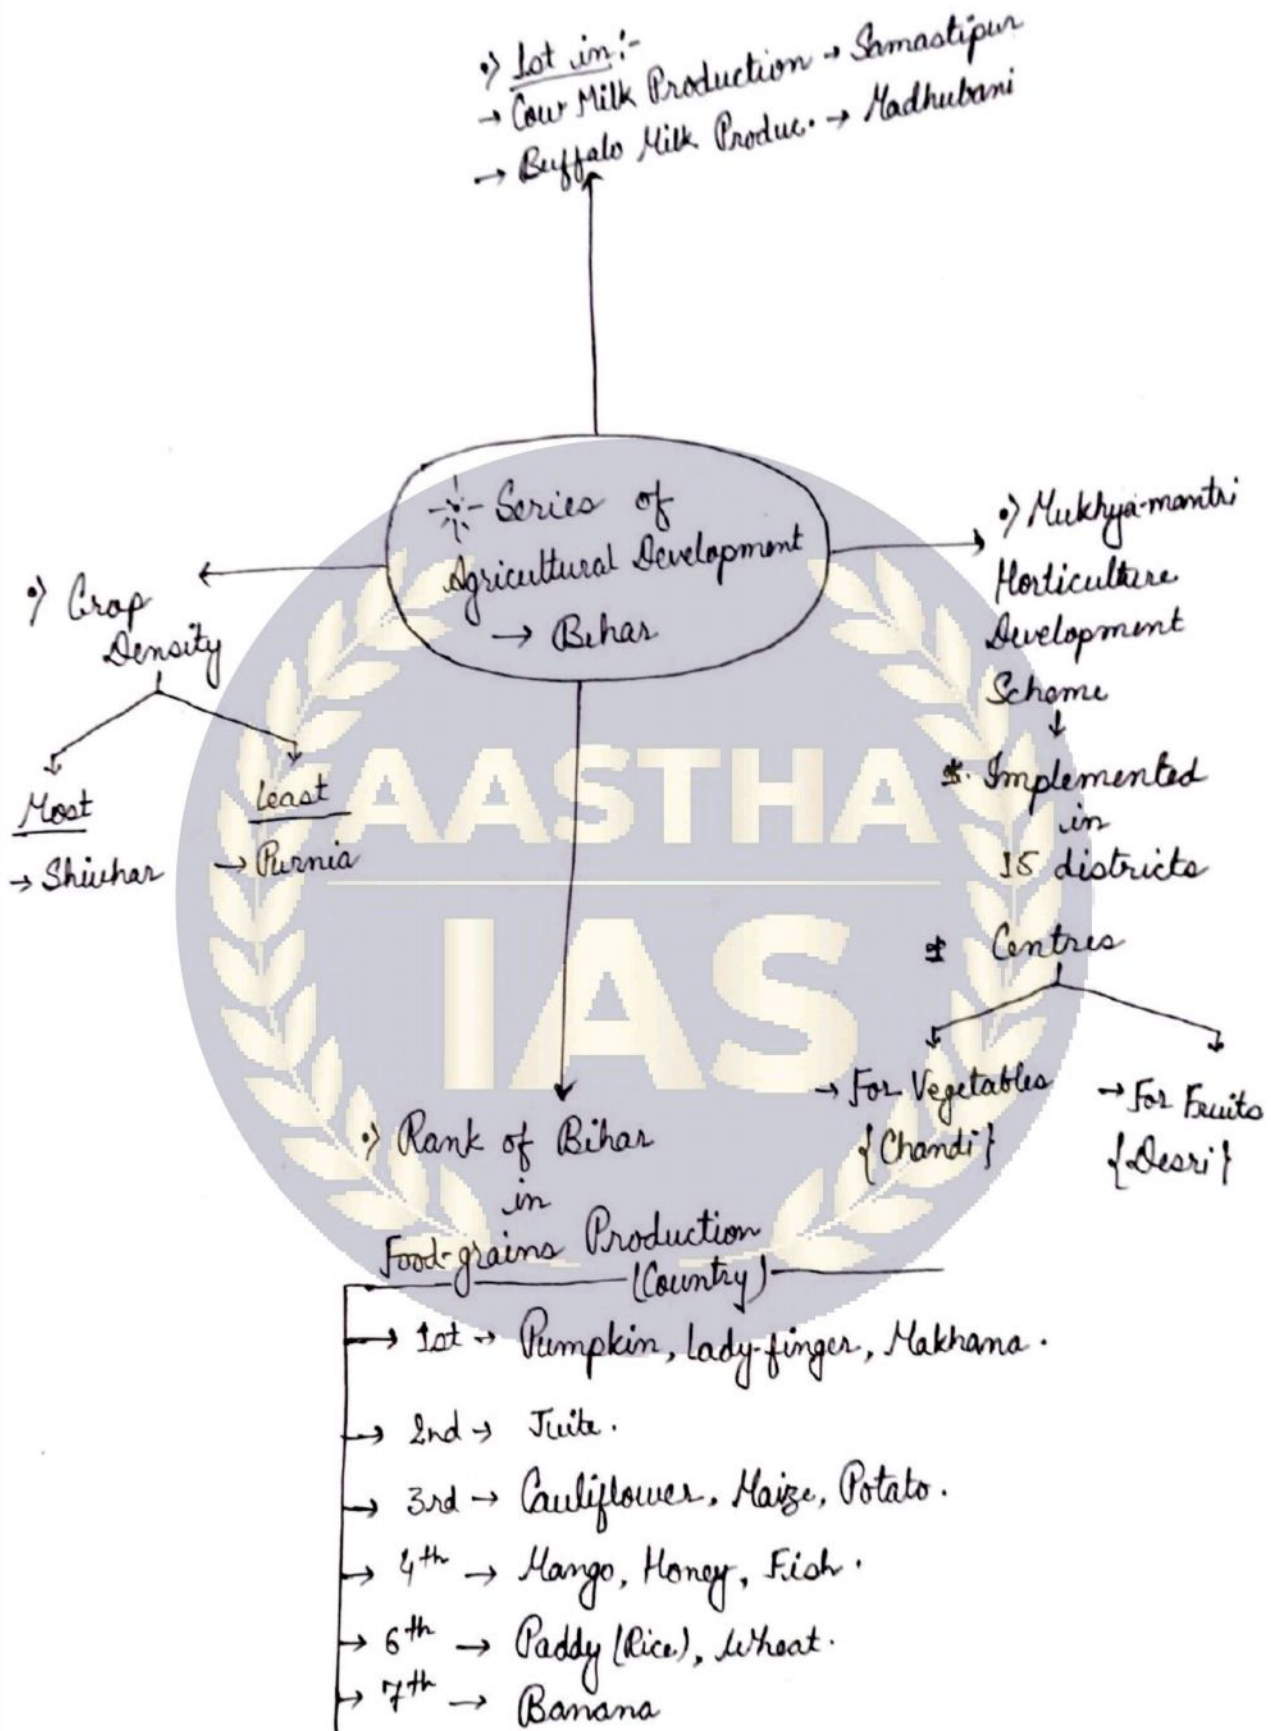 •) 1st in:-
→ Cow Milk Production → Samastipur
→ Buffalo Milk Produc. → Madhubani
Series of
Agricultural Development
→ Bihar
•) Crop
Density
Most
→ Shivhar
Least
→ Purnia
•) Mukhya-mantri
Horticulture
Development
Scheme
* Implemented
in
15 districts
* Centres
→ For Vegetables
{Chandi}
→ For Fruits
{Desri}
AASTHA
IAS
•) Rank of Bihar
in
Food-grains Production
(Country)
→ 1st → Pumpkin, Lady-finger, Makhana.
→ 2nd → Jute.
→ 3rd → Cauliflower, Maize, Potato.
→ 4th → Mango, Honey, Fish.
→ 6th → Paddy (Rice), Wheat.
→ 7th → Banana